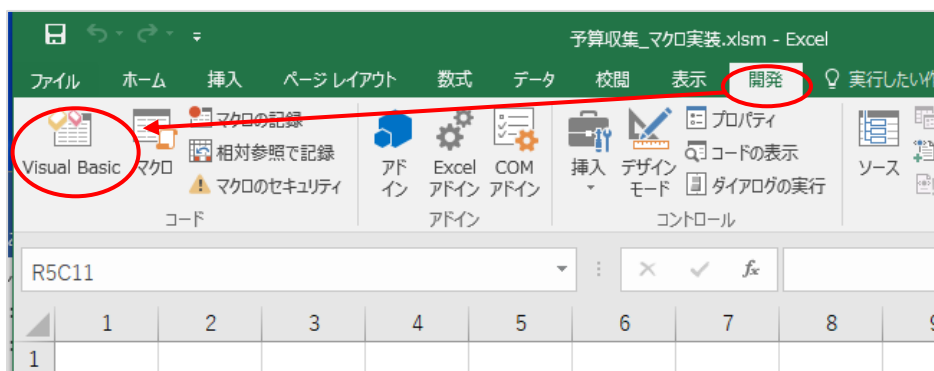 予算収集_マクロ実装.xlsm - Excel
ファイル ホーム 挿入 ページ レイアウト 数式 データ 校閲 表示 開発 実行したい
Visual Basic
マクロ
マクロの記録
相対参照で記録
マクロのセキュリティ
コード
アド
イン
Excel
アドイン
COM
アドイン
アドイン
挿入
デザイン
モード
プロパティ
コードの表示
ダイアログの実行
コントロール
ソース
R5C11
fx
1 2 3 4 5 6 7 8 9
1